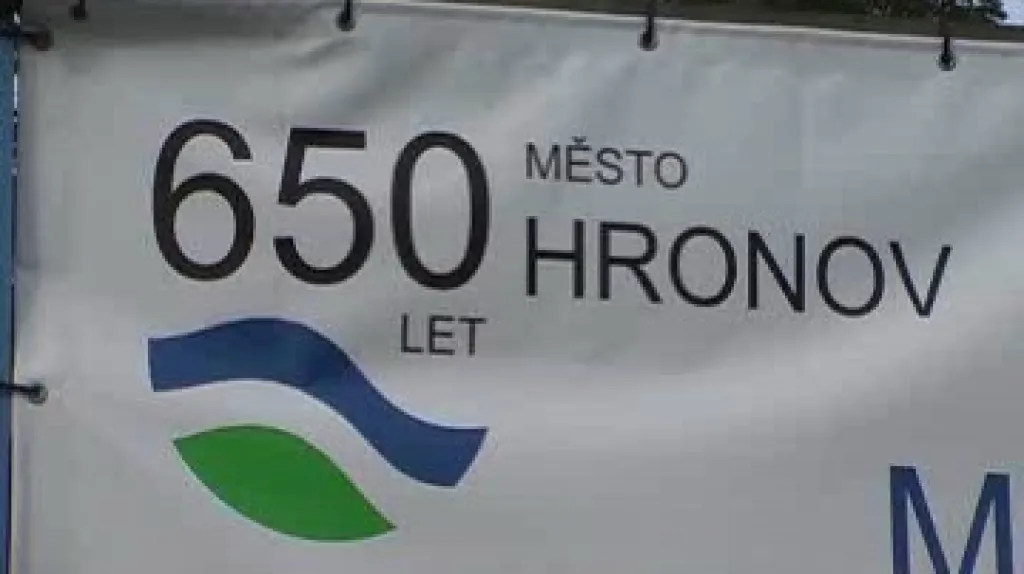 650 MĚSTO
HRONOV
LET
M